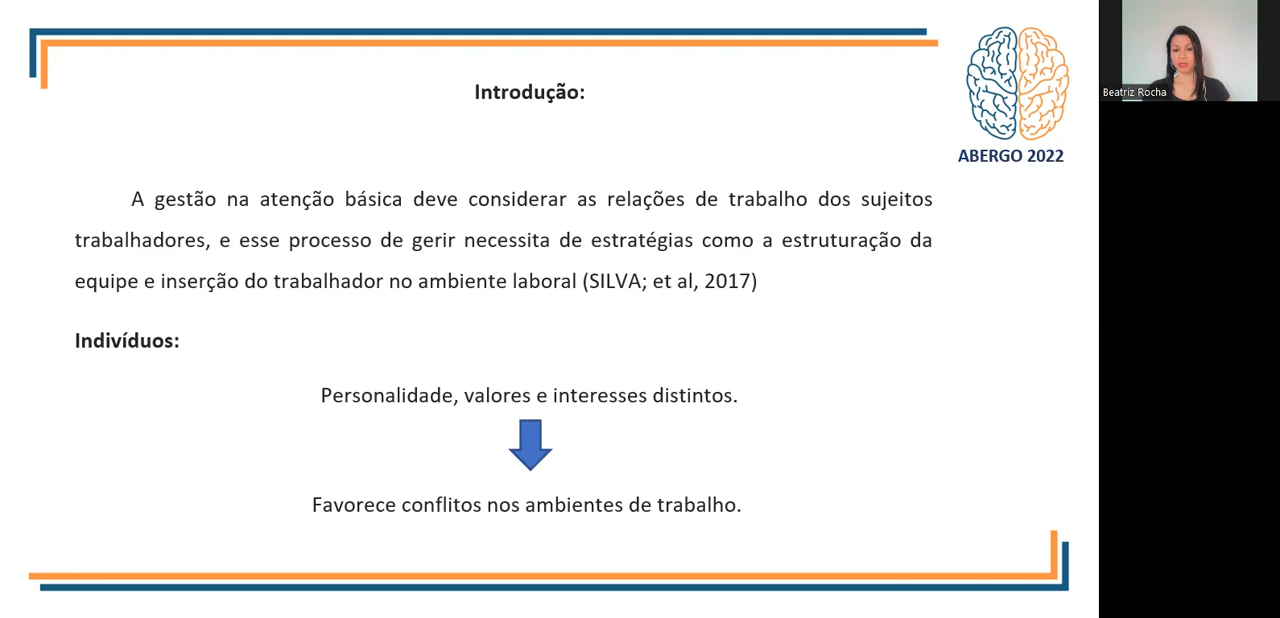 Introdução:
ABERGO 2022
Beatriz Rocha
A gestão na atenção básica deve considerar as relações de trabalho dos sujeitos
trabalhadores, e esse processo de gerir necessita de estratégias como a estruturação da
equipe e inserção do trabalhador no ambiente laboral (SILVA; et al, 2017)
Indivíduos:
Personalidade, valores e interesses distintos.
Favorece conflitos nos ambientes de trabalho.